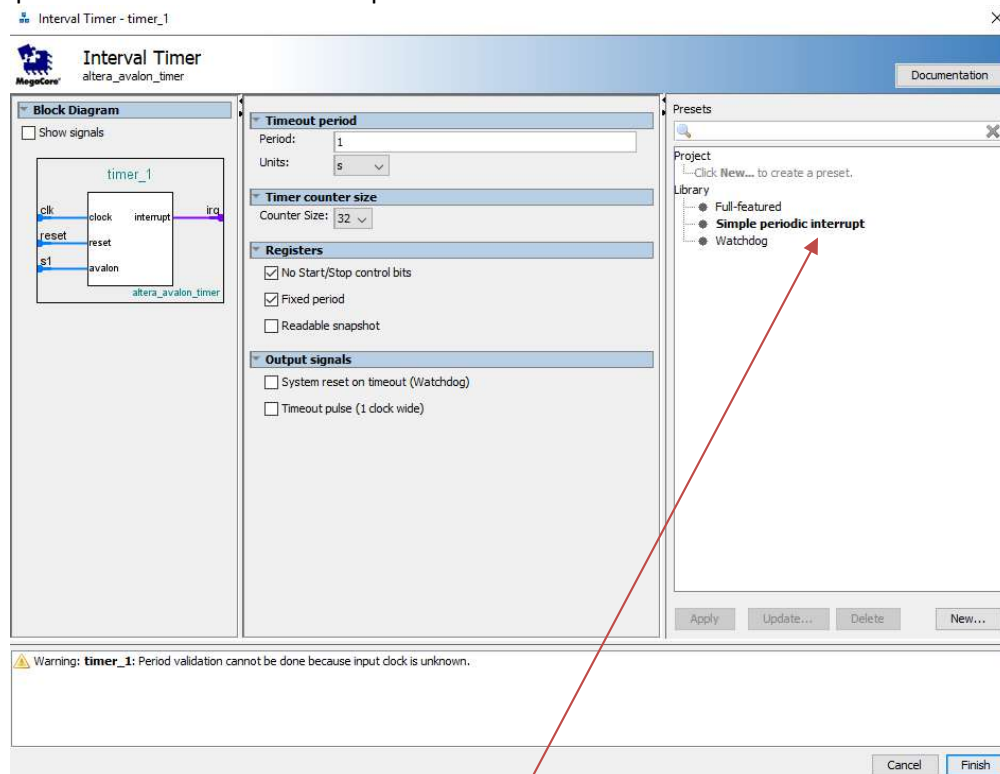 Interval Timer - timer_1
Interval Timer
altera_avalon_timer
MegaCore'
Documentation
Block Diagram
Show signals
timer_1
clk
clock
interrupt
irq
reset
reset
s1
avalon
altera_avalon_timer
Timeout period
Period:
1
Units:
s
Timer counter size
Counter Size:
32
Registers
No Start/Stop control bits
Fixed period
Readable snapshot
Output signals
System reset on timeout (Watchdog)
Timeout pulse (1 clock wide)
Presets
Project
Click New... to create a preset.
Library
Full-featured
Simple periodic interrupt
Watchdog
Apply
Update...
Delete
New...
Warning: timer_1: Period validation cannot be done because input clock is unknown.
Cancel
Finish